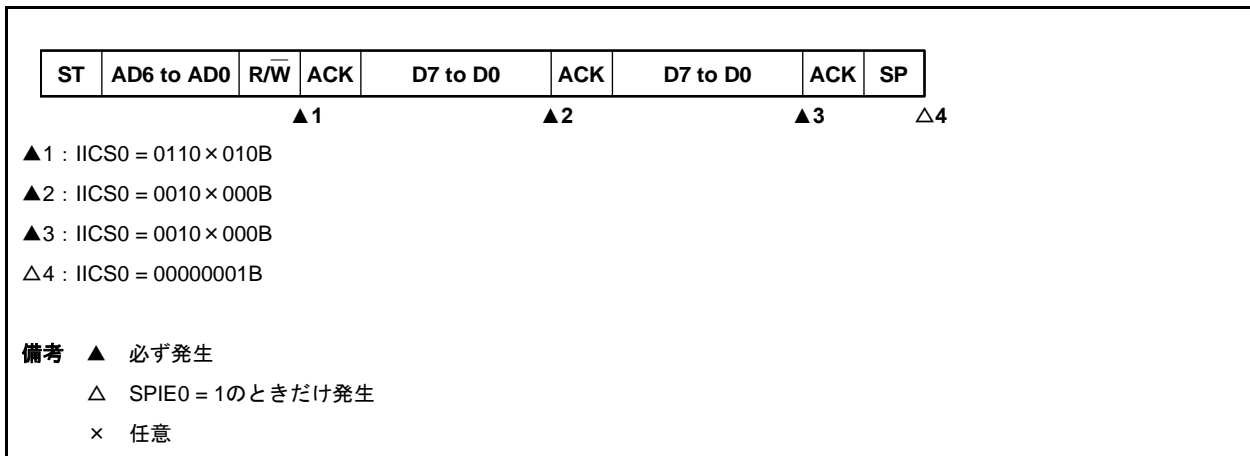 ST AD6 to AD0 R/W̅ ACK D7 to D0 ACK D7 to D0 ACK SP
▲1 ▲2 ▲3 △4
▲1：IICS0 = 0110×010B
▲2：IICS0 = 0010×000B
▲3：IICS0 = 0010×000B
△4：IICS0 = 00000001B
備考 ▲ 必ず発生
△ SPIE0 = 1のときだけ発生
× 任意